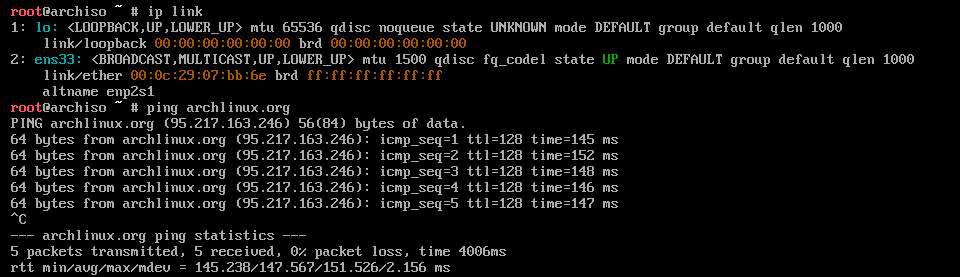 root@archiso ~ # ip link
1: lo: <LOOPBACK,UP,LOWER_UP> mtu 65536 qdisc noqueue state UNKNOWN mode DEFAULT group default qlen 1000
    link/loopback 00:00:00:00:00:00 brd 00:00:00:00:00:00
2: ens33: <BROADCAST,MULTICAST,UP,LOWER_UP> mtu 1500 qdisc fq_codel state UP mode DEFAULT group default qlen 1000
    link/ether 00:0c:29:07:bb:6e brd ff:ff:ff:ff:ff:ff
    altname enp2s1
root@archiso ~ # ping archlinux.org
PING archlinux.org (95.217.163.246) 56(84) bytes of data.
64 bytes from archlinux.org (95.217.163.246): icmp_seq=1 ttl=128 time=145 ms
64 bytes from archlinux.org (95.217.163.246): icmp_seq=2 ttl=128 time=152 ms
64 bytes from archlinux.org (95.217.163.246): icmp_seq=3 ttl=128 time=148 ms
64 bytes from archlinux.org (95.217.163.246): icmp_seq=4 ttl=128 time=146 ms
64 bytes from archlinux.org (95.217.163.246): icmp_seq=5 ttl=128 time=147 ms
^C
--- archlinux.org ping statistics ---
5 packets transmitted, 5 received, 0% packet loss, time 4006ms
rtt min/avg/max/mdev = 145.238/147.567/151.526/2.156 ms